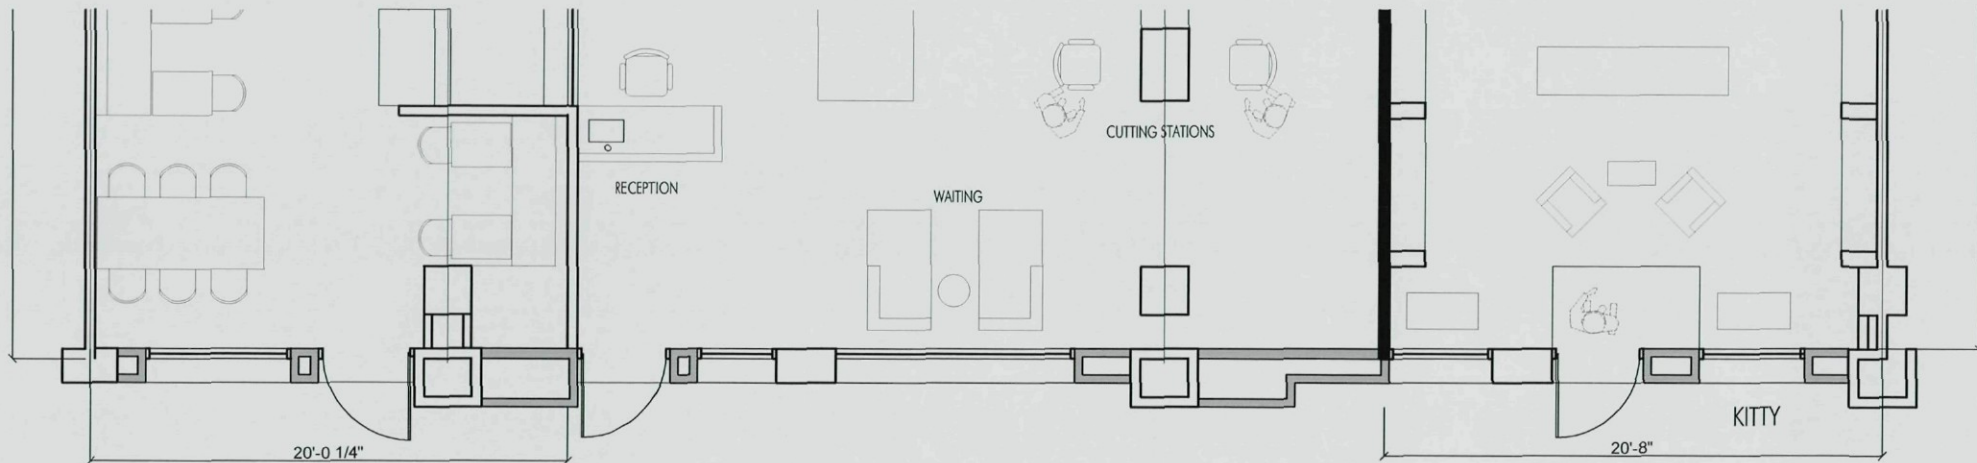 CUTTING STATIONS
RECEPTION
WAITING
KITTY
20'-0 1/4"
20'-8"